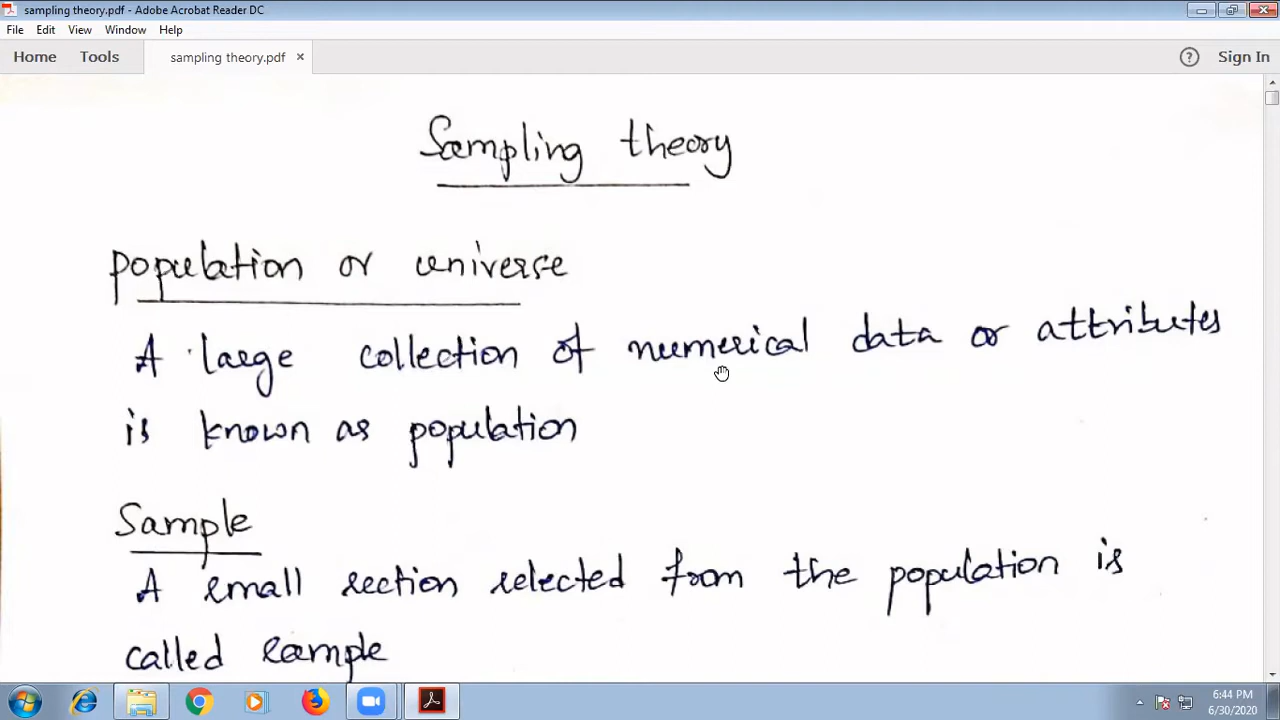 sampling theory.pdf - Adobe Acrobat Reader DC
File Edit View Window Help
Home Tools sampling theory.pdf × Sign In
Sampling theory
population or universe
A large collection of numerical data or attributes
is known as population
Sample
A small section selected from the population is
called sample
6:44 PM
6/30/2020